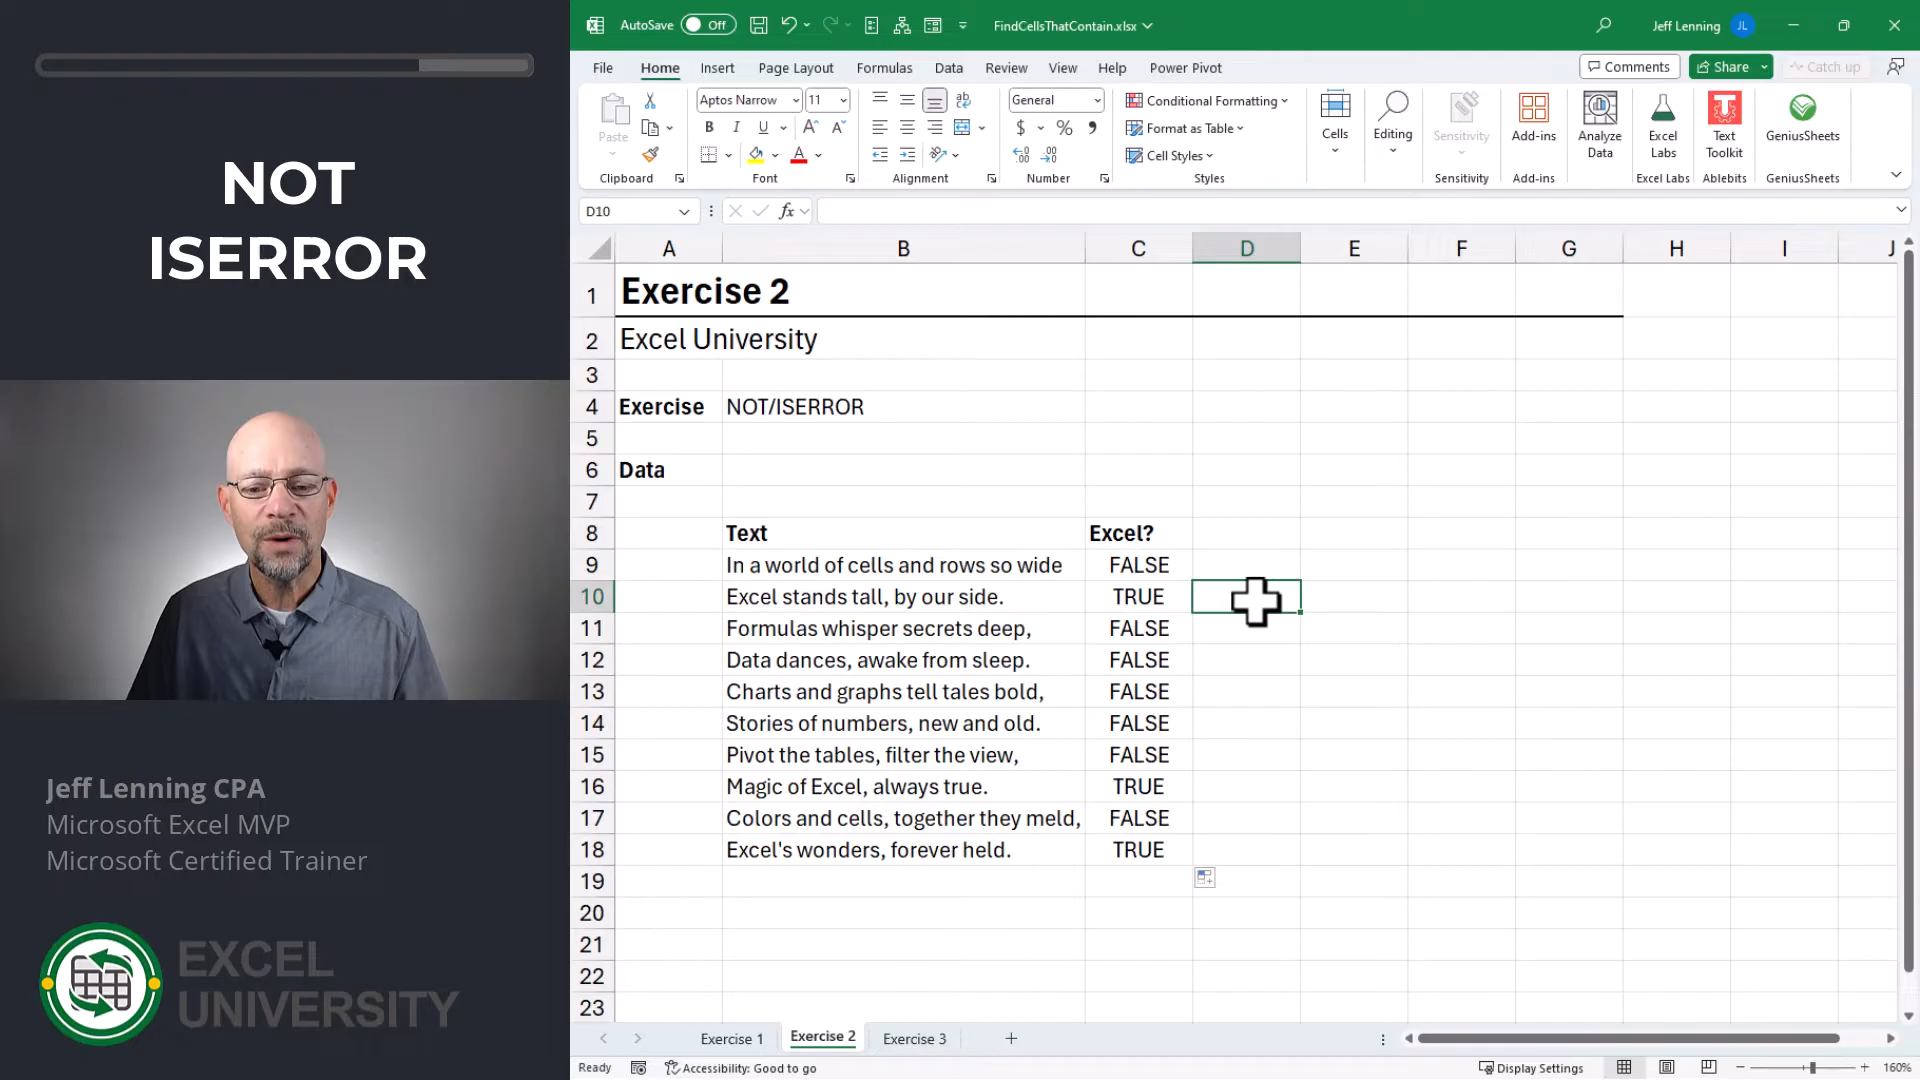 NOT
ISERROR
Jeff Lenning CPA
Microsoft Excel MVP
Microsoft Certified Trainer
EXCEL
UNIVERSITY
AutoSave Off
FindCellsThatContain.xlsx
Jeff Lenning JL
File Home Insert Page Layout Formulas Data Review View Help Power Pivot
Comments Share Catch up
Paste
Clipboard
Aptos Narrow 11
B I U A A
A
Font
ab
Alignment
General
$ % 9
Number
Conditional Formatting
Format as Table
Cell Styles
Styles
Cells
Editing
Sensitivity
Sensitivity
Add-ins
Add-ins
Analyze
Data
Excel
Labs
Excel Labs
Text
Toolkit
Ablebits
GeniusSheets
GeniusSheets
D10 fx
A B C D E F G H I J
1 Exercise 2
2 Excel University
3
4 Exercise NOT/ISERROR
5
6 Data
7
8 Text Excel?
9 In a world of cells and rows so wide FALSE
10 Excel stands tall, by our side. TRUE
11 Formulas whisper secrets deep, FALSE
12 Data dances, awake from sleep. FALSE
13 Charts and graphs tell tales bold, FALSE
14 Stories of numbers, new and old. FALSE
15 Pivot the tables, filter the view, FALSE
16 Magic of Excel, always true. TRUE
17 Colors and cells, together they meld, FALSE
18 Excel's wonders, forever held. TRUE
19
20
21
22
23
Exercise 1 Exercise 2 Exercise 3
Ready Accessibility: Good to go Display Settings 160%